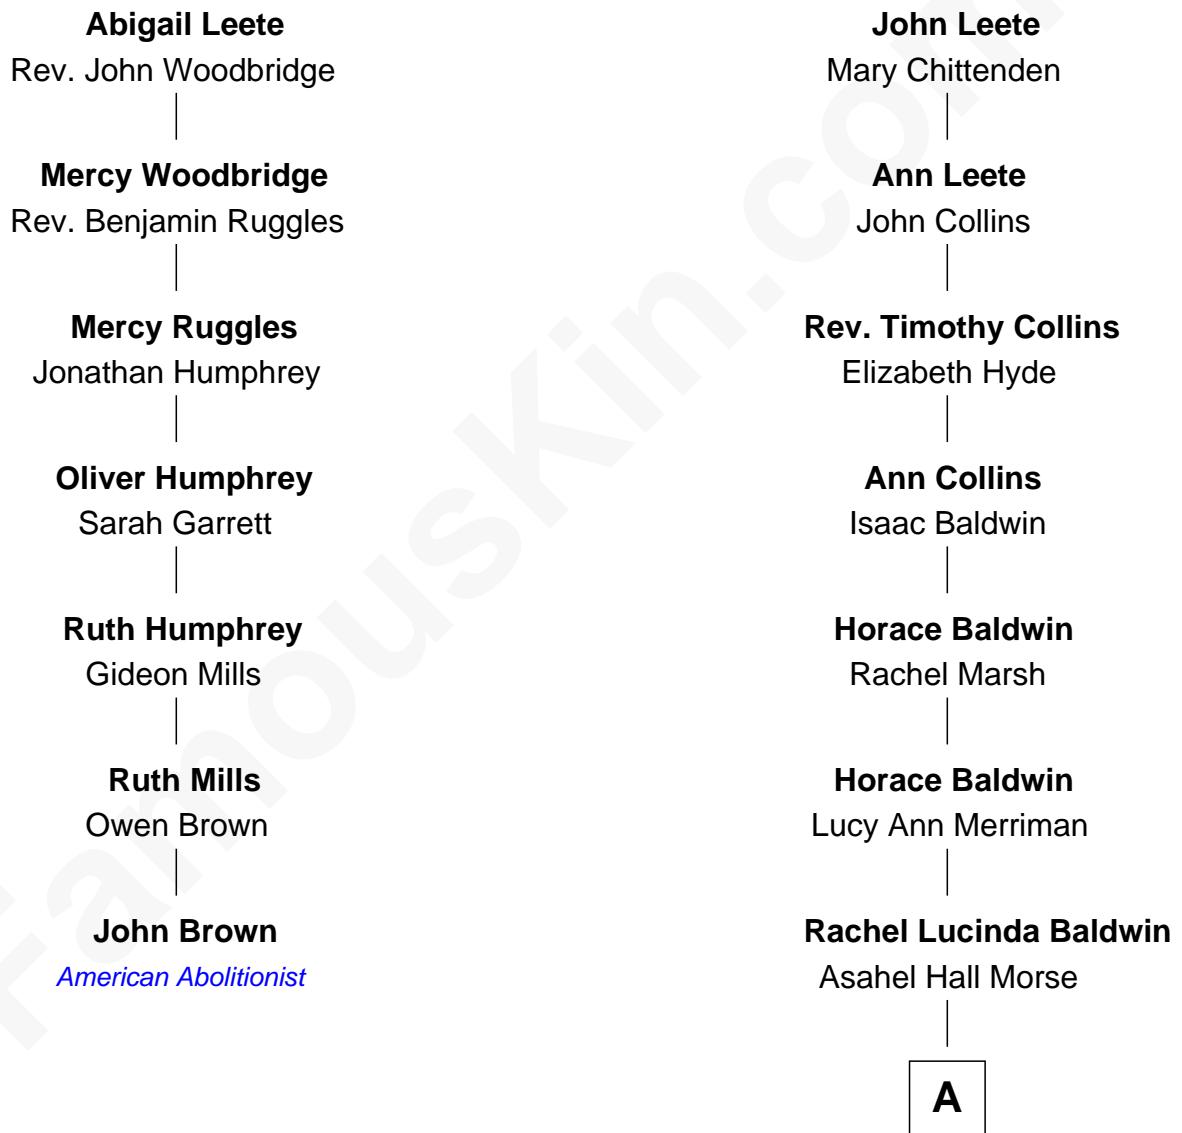 Abigail Leete
Rev. John Woodbridge
Mercy Woodbridge
Rev. Benjamin Ruggles
Mercy Ruggles
Jonathan Humphrey
Oliver Humphrey
Sarah Garrett
Ruth Humphrey
Gideon Mills
Ruth Mills
Owen Brown
John Brown
American Abolitionist
John Leete
Mary Chittenden
Ann Leete
John Collins
Rev. Timothy Collins
Elizabeth Hyde
Ann Collins
Isaac Baldwin
Horace Baldwin
Rachel Marsh
Horace Baldwin
Lucy Ann Merriman
Rachel Lucinda Baldwin
Asahel Hall Morse
A
FamousKin.com